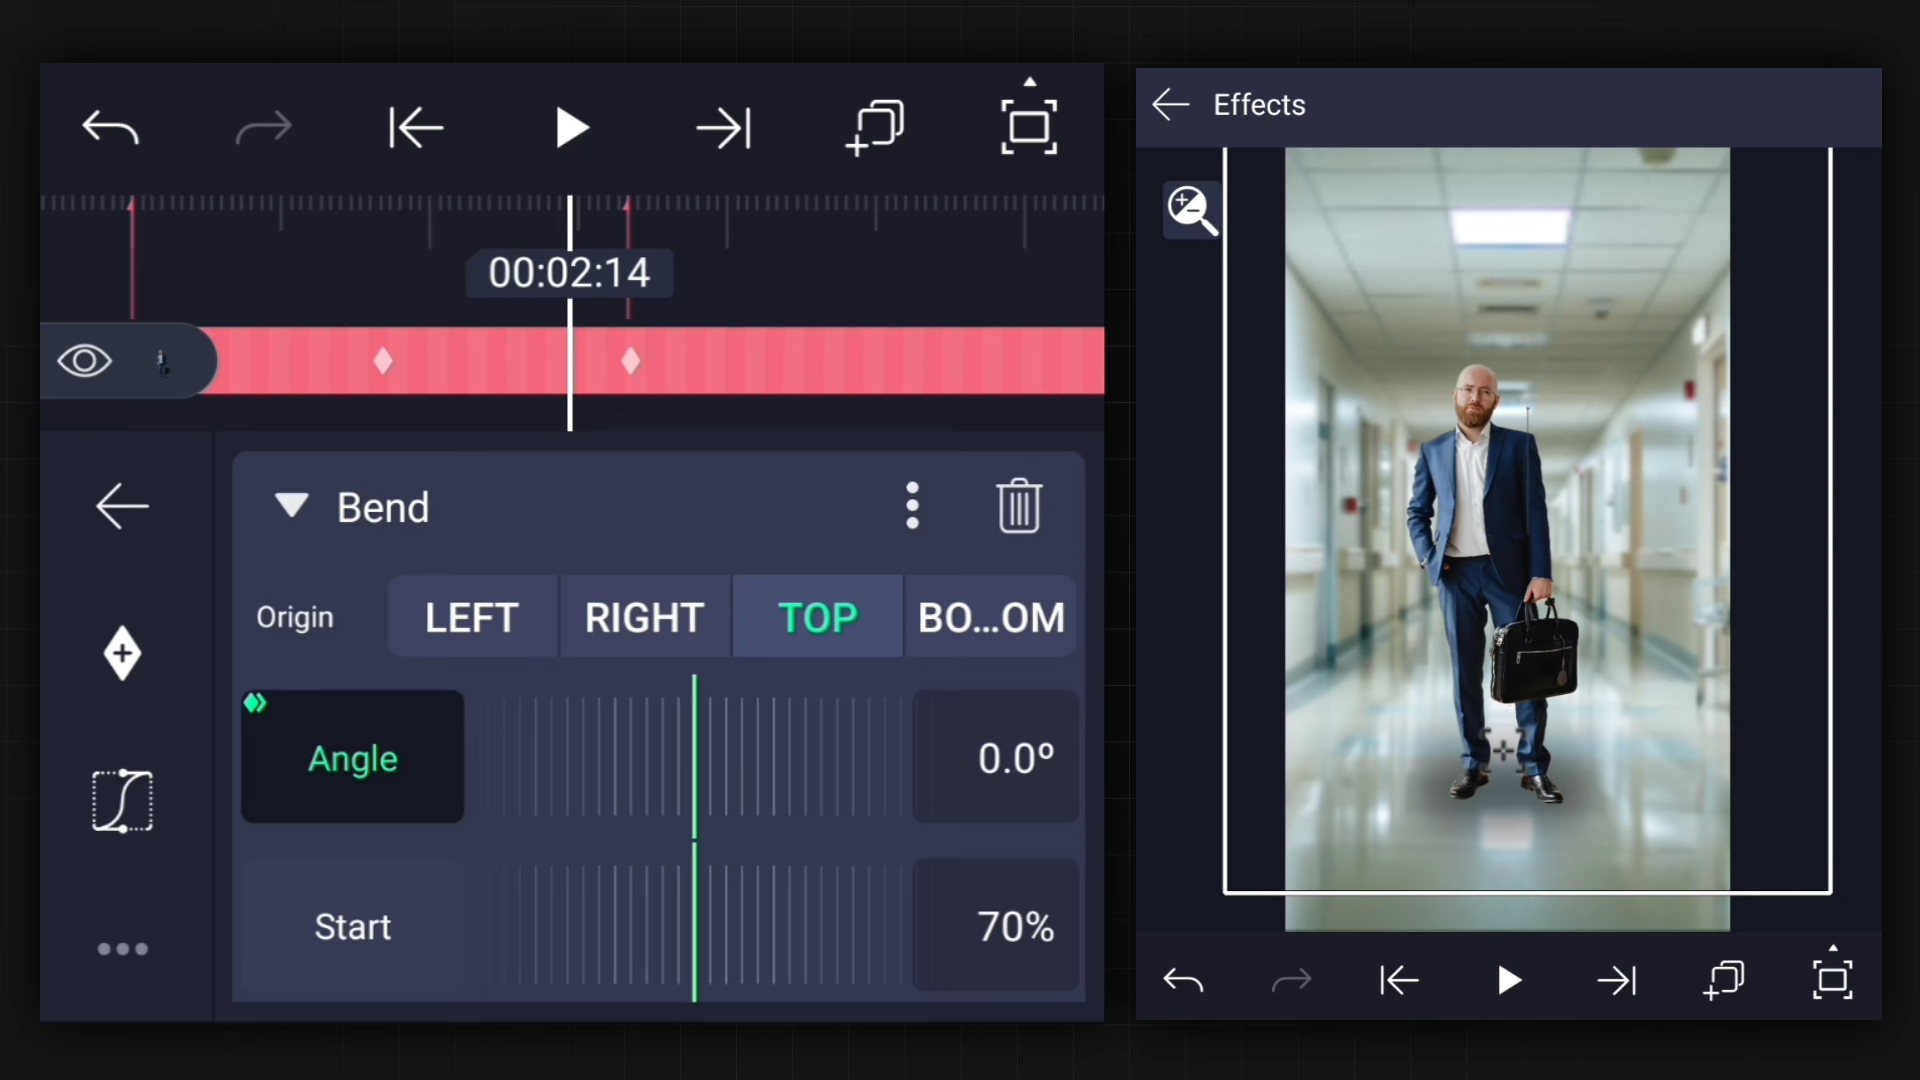 00:02:14
Bend
Origin LEFT RIGHT TOP BO...OM
Angle 0.0º
Start 70%
Effects